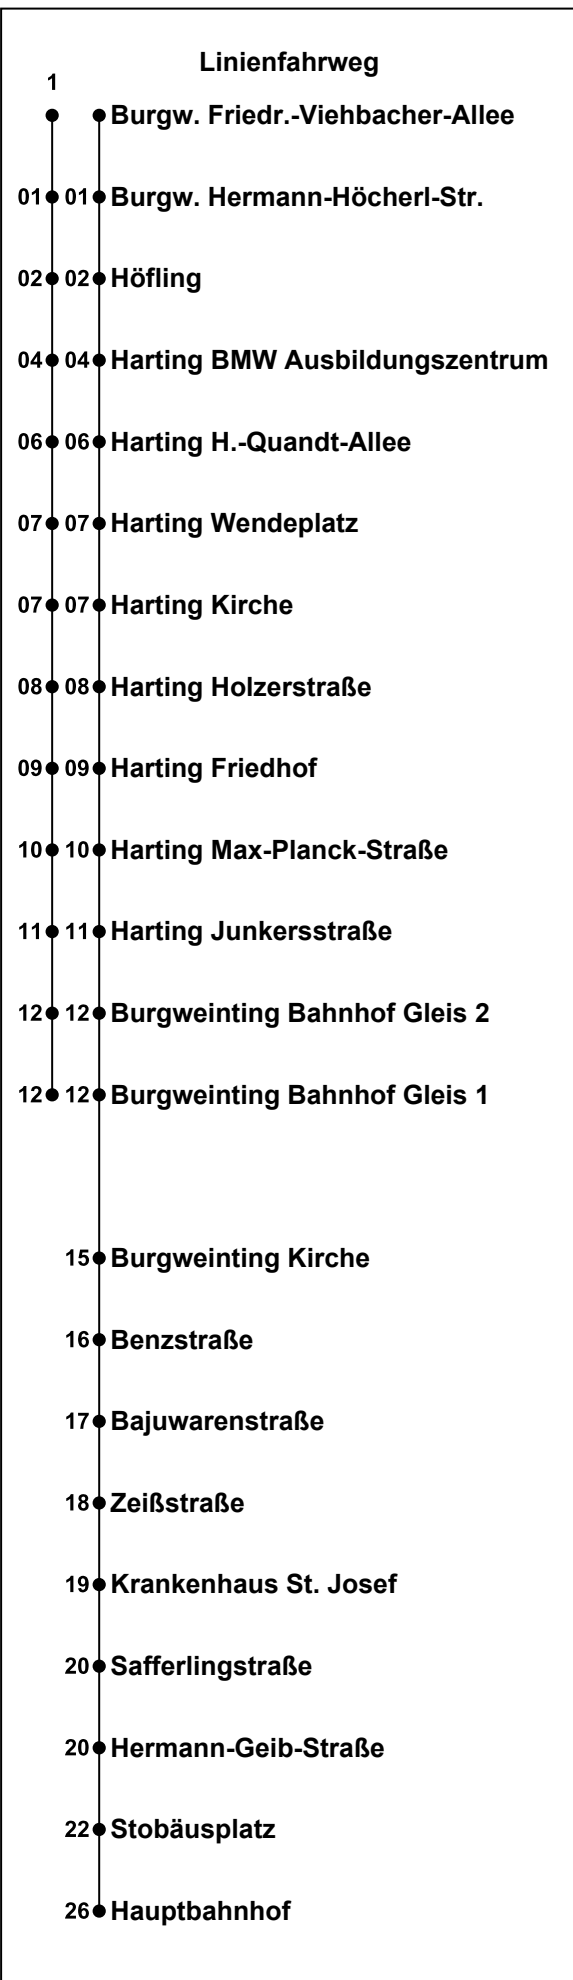 Linienfahrweg
1
Burgw. Friedr.-Viehbacher-Allee
01 01 Burgw. Hermann-Höcherl-Str.
02 02 Höfling
04 04 Harting BMW Ausbildungszentrum
06 06 Harting H.-Quandt-Allee
07 07 Harting Wendeplatz
07 07 Harting Kirche
08 08 Harting Holzerstraße
09 09 Harting Friedhof
10 10 Harting Max-Planck-Straße
11 11 Harting Junkersstraße
12 12 Burgweinting Bahnhof Gleis 2
12 12 Burgweinting Bahnhof Gleis 1
15 Burgweinting Kirche
16 Benzstraße
17 Bajuwarenstraße
18 Zeißstraße
19 Krankenhaus St. Josef
20 Safferlingstraße
20 Hermann-Geib-Straße
22 Stobäusplatz
26 Hauptbahnhof